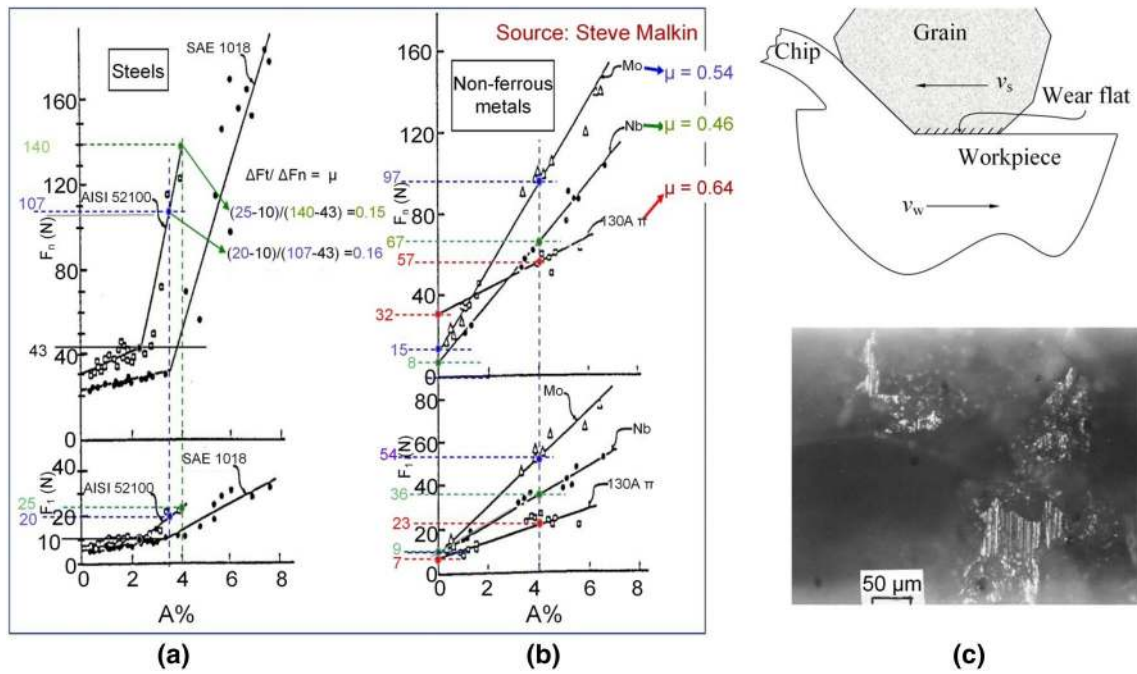 Steels
SAE 1018
160
140
140
107
120
AISI 52100
ΔFt/ ΔFn = μ
(25-10)/(140-43) =0.15
(20-10)/(107-43) =0.16
Fn (N)
80
60
43
40
20
0
F1 (N)
40
SAE 1018
AISI 52100
25
20
20
10
0
0 2 4 6 8
A%
(a)
Source: Steve Malkin
Non-ferrous
metals
160
Mo
μ = 0.54
Nb
μ = 0.46
120
97
μ = 0.64
130A π
Fn (N)
80
67
57
40
32
15
8
0
Mo
80
60
54
Nb
F1 (N)
40
36
130A π
23
20
9
7
0
0 2 4 6 8
A%
(b)
Grain
Chip
vs
Wear flat
Workpiece
vw
50 μm
(c)